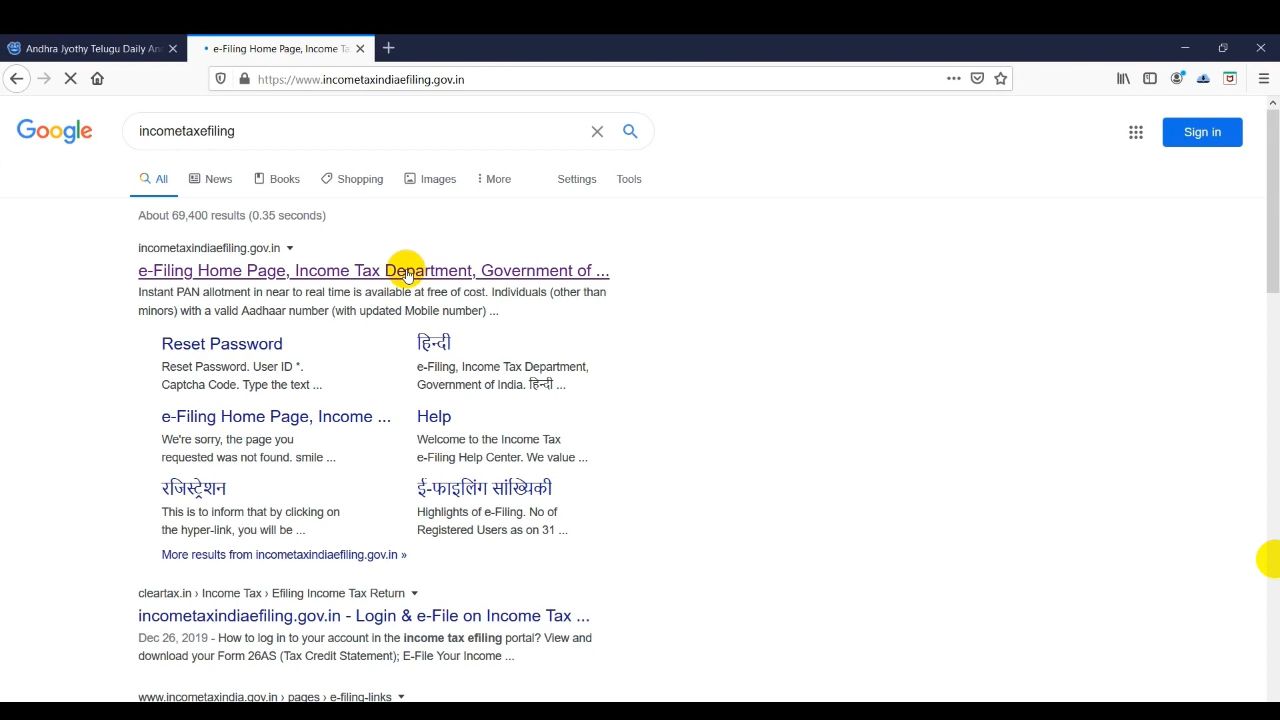 Andhra Jyothy Telugu Daily An
e-Filing Home Page, Income Ta
https://www.incometaxindiaefiling.gov.in
Google
incometaxefiling
Sign in
All
News
Books
Shopping
Images
More
Settings
Tools
About 69,400 results (0.35 seconds)
incometaxindiaefiling.gov.in
e-Filing Home Page, Income Tax Department, Government of ...
Instant PAN allotment in near to real time is available at free of cost. Individuals (other than
minors) with a valid Aadhaar number (with updated Mobile number) ...
Reset Password
Reset Password. User ID *.
Captcha Code. Type the text ...
हिन्दी
e-Filing, Income Tax Department,
Government of India. हिन्दी ...
e-Filing Home Page, Income ...
We're sorry, the page you
requested was not found. smile ...
Help
Welcome to the Income Tax
e-Filing Help Center. We value ...
रजिस्ट्रेशन
This is to inform that by clicking on
the hyper-link, you will be ...
ई-फाइलिंग सांख्यिकी
Highlights of e-Filing. No of
Registered Users as on 31 ...
More results from incometaxindiaefiling.gov.in »
cleartax.in › Income Tax › Efiling Income Tax Return
incometaxindiaefiling.gov.in - Login & e-File on Income Tax ...
Dec 26, 2019 - How to log in to your account in the income tax efiling portal? View and
download your Form 26AS (Tax Credit Statement); E-File Your Income ...
www.incometaxindia.gov.in › pages › e-filing-links